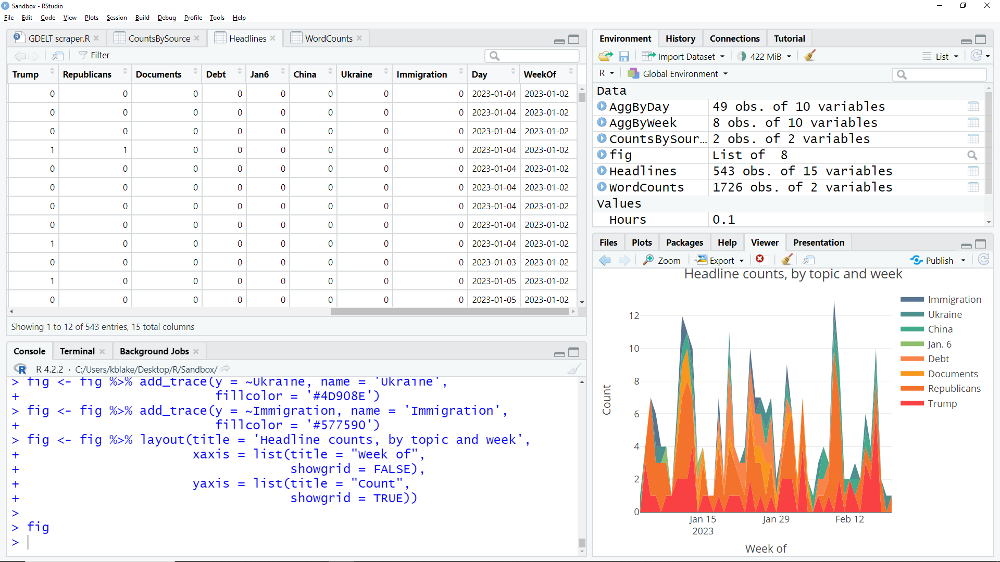 Sandbox - RStudio
File Edit Code View Plots Session Build Debug Profile Tools Help
GDELT scraper.R CountsBySource Headlines WordCounts
Filter
Trump Republicans Documents Debt Jan6 China Ukraine Immigration Day WeekOf
0 0 0 0 0 0 0 0 2023-01-04 2023-01-02
0 0 0 0 0 0 0 0 2023-01-04 2023-01-02
0 0 0 0 0 0 0 0 2023-01-04 2023-01-02
1 1 0 0 0 0 0 0 2023-01-04 2023-01-02
0 0 0 0 0 0 0 0 2023-01-04 2023-01-02
0 0 0 0 0 0 0 0 2023-01-04 2023-01-02
0 0 0 0 0 0 0 0 2023-01-04 2023-01-02
0 0 0 0 0 0 0 0 2023-01-04 2023-01-02
1 0 0 0 0 0 0 0 2023-01-04 2023-01-02
0 0 0 0 0 0 0 0 2023-01-03 2023-01-02
1 0 0 0 0 0 0 0 2023-01-05 2023-01-02
0 0 0 0 0 0 0 0 2023-01-05 2023-01-02
Showing 1 to 12 of 543 entries, 15 total columns
Console Terminal Background Jobs
R 4.2.2 · C:/Users/kblake/Desktop/R/Sandbox/
> fig <- fig %>% add_trace(y = ~Ukraine, name = 'Ukraine',
+ fillcolor = '#4D908E')
> fig <- fig %>% add_trace(y = ~Immigration, name = 'Immigration',
+ fillcolor = '#577590')
> fig <- fig %>% layout(title = 'Headline counts, by topic and week',
+ xaxis = list(title = "Week of",
+ showgrid = FALSE),
+ yaxis = list(title = "Count",
+ showgrid = TRUE))
>
> fig
>
Environment History Connections Tutorial
Import Dataset 422 MiB List
R Global Environment
Data
AggByDay 49 obs. of 10 variables
AggByWeek 8 obs. of 10 variables
CountsBySour… 2 obs. of 2 variables
fig List of 8
Headlines 543 obs. of 15 variables
WordCounts 1726 obs. of 2 variables
Values
Hours 0.1
Files Plots Packages Help Viewer Presentation
Zoom Export Publish
Headline counts, by topic and week
Immigration
Ukraine
China
Jan. 6
Debt
Documents
Republicans
Trump
12
10
8
6
4
2
0
Count
Jan 15 Jan 29 Feb 12
2023
Week of